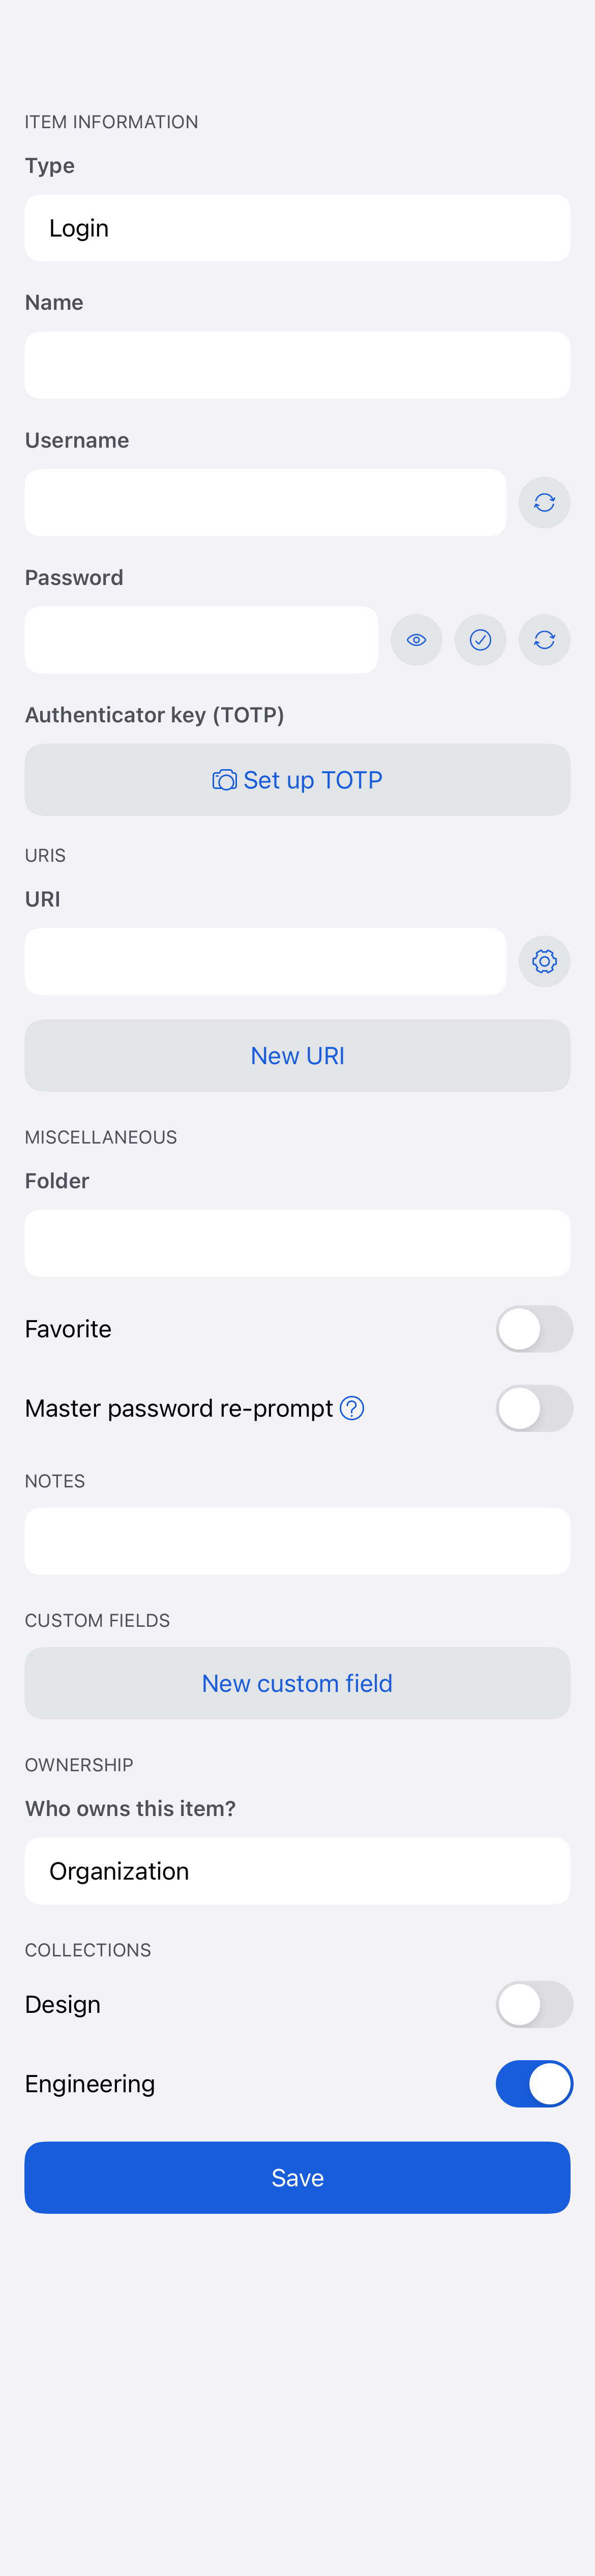 ITEM INFORMATION
Type
Login
Name
Username
Password
Authenticator key (TOTP)
Set up TOTP
URIS
URI
New URI
MISCELLANEOUS
Folder
Favorite
Master password re-prompt
NOTES
CUSTOM FIELDS
New custom field
OWNERSHIP
Who owns this item?
Organization
COLLECTIONS
Design
Engineering
Save